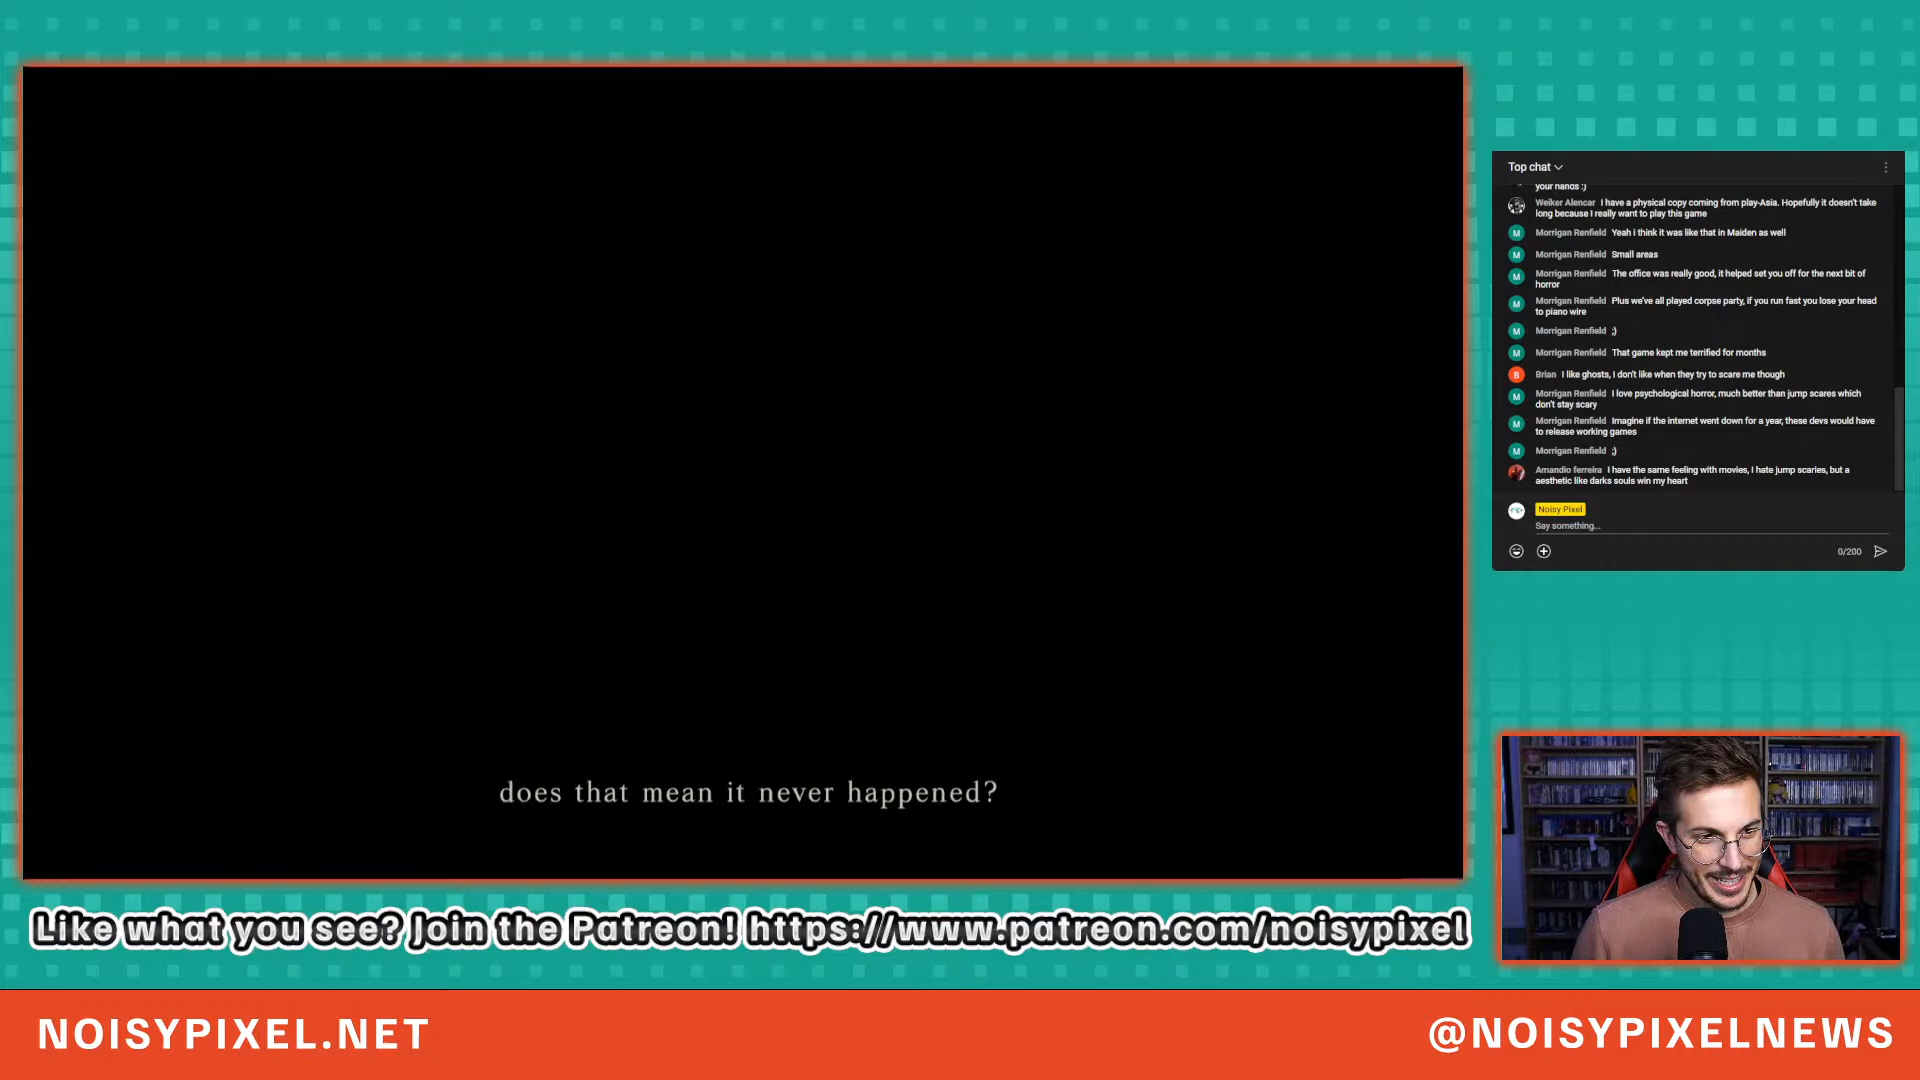 does that mean it never happened?
Top chat
your hands :)
Weiker Alencar I have a physical copy coming from play-Asia. Hopefully it doesn't take
long because I really want to play this game
Morrigan Renfield Yeah i think it was like that in Maiden as well
Morrigan Renfield Small areas
Morrigan Renfield The office was really good, it helped set you off for the next bit of
horror
Morrigan Renfield Plus we've all played corpse party, if you run fast you lose your head
to piano wire
Morrigan Renfield ;)
Morrigan Renfield That game kept me terrified for months
B Brian I like ghosts, I don't like when they try to scare me though
Morrigan Renfield I love psychological horror, much better than jump scares which
don't stay scary
Morrigan Renfield Imagine if the internet went down for a year, these devs would have
to release working games
Morrigan Renfield ;)
Amandio ferreira I have the same feeling with movies, I hate jump scaries, but a
aesthetic like darks souls win my heart
Noisy Pixel
Say something...
0/200
Like what you see? Join the Patreon! https://www.patreon.com/noisypixel
NOISYPIXEL.NET
@NOISYPIXELNEWS